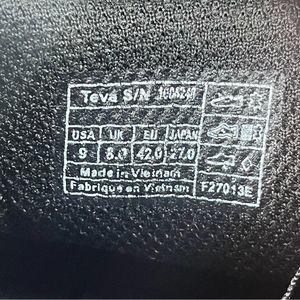 Teva S/N
USA UK EU JAPAN
9 8.0 42.0 27.0
Made in Vietnam
Fabriqué en Vietnam F27013E